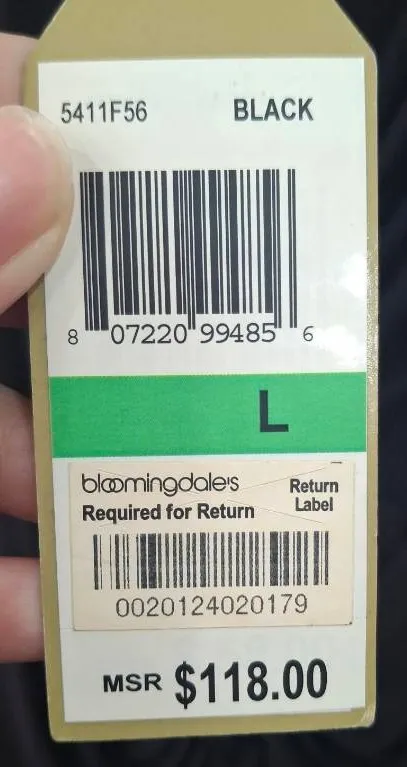 5411F56 BLACK
8 07220 99485 6
L
bloomingdale's Return
Required for Return Label
0020124020179
MSR $118.00